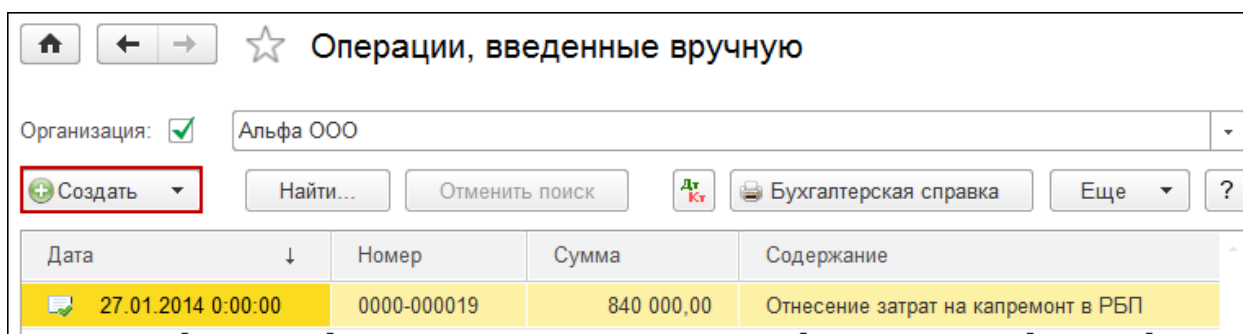 Операции, введенные вручную
Организация: Альфа ООО
Создать Найти... Отменить поиск Дт Кт Бухгалтерская справка Еще ?
Дата ↓ Номер Сумма Содержание
27.01.2014 0:00:00 0000-000019 840 000,00 Отнесение затрат на капремонт в РБП